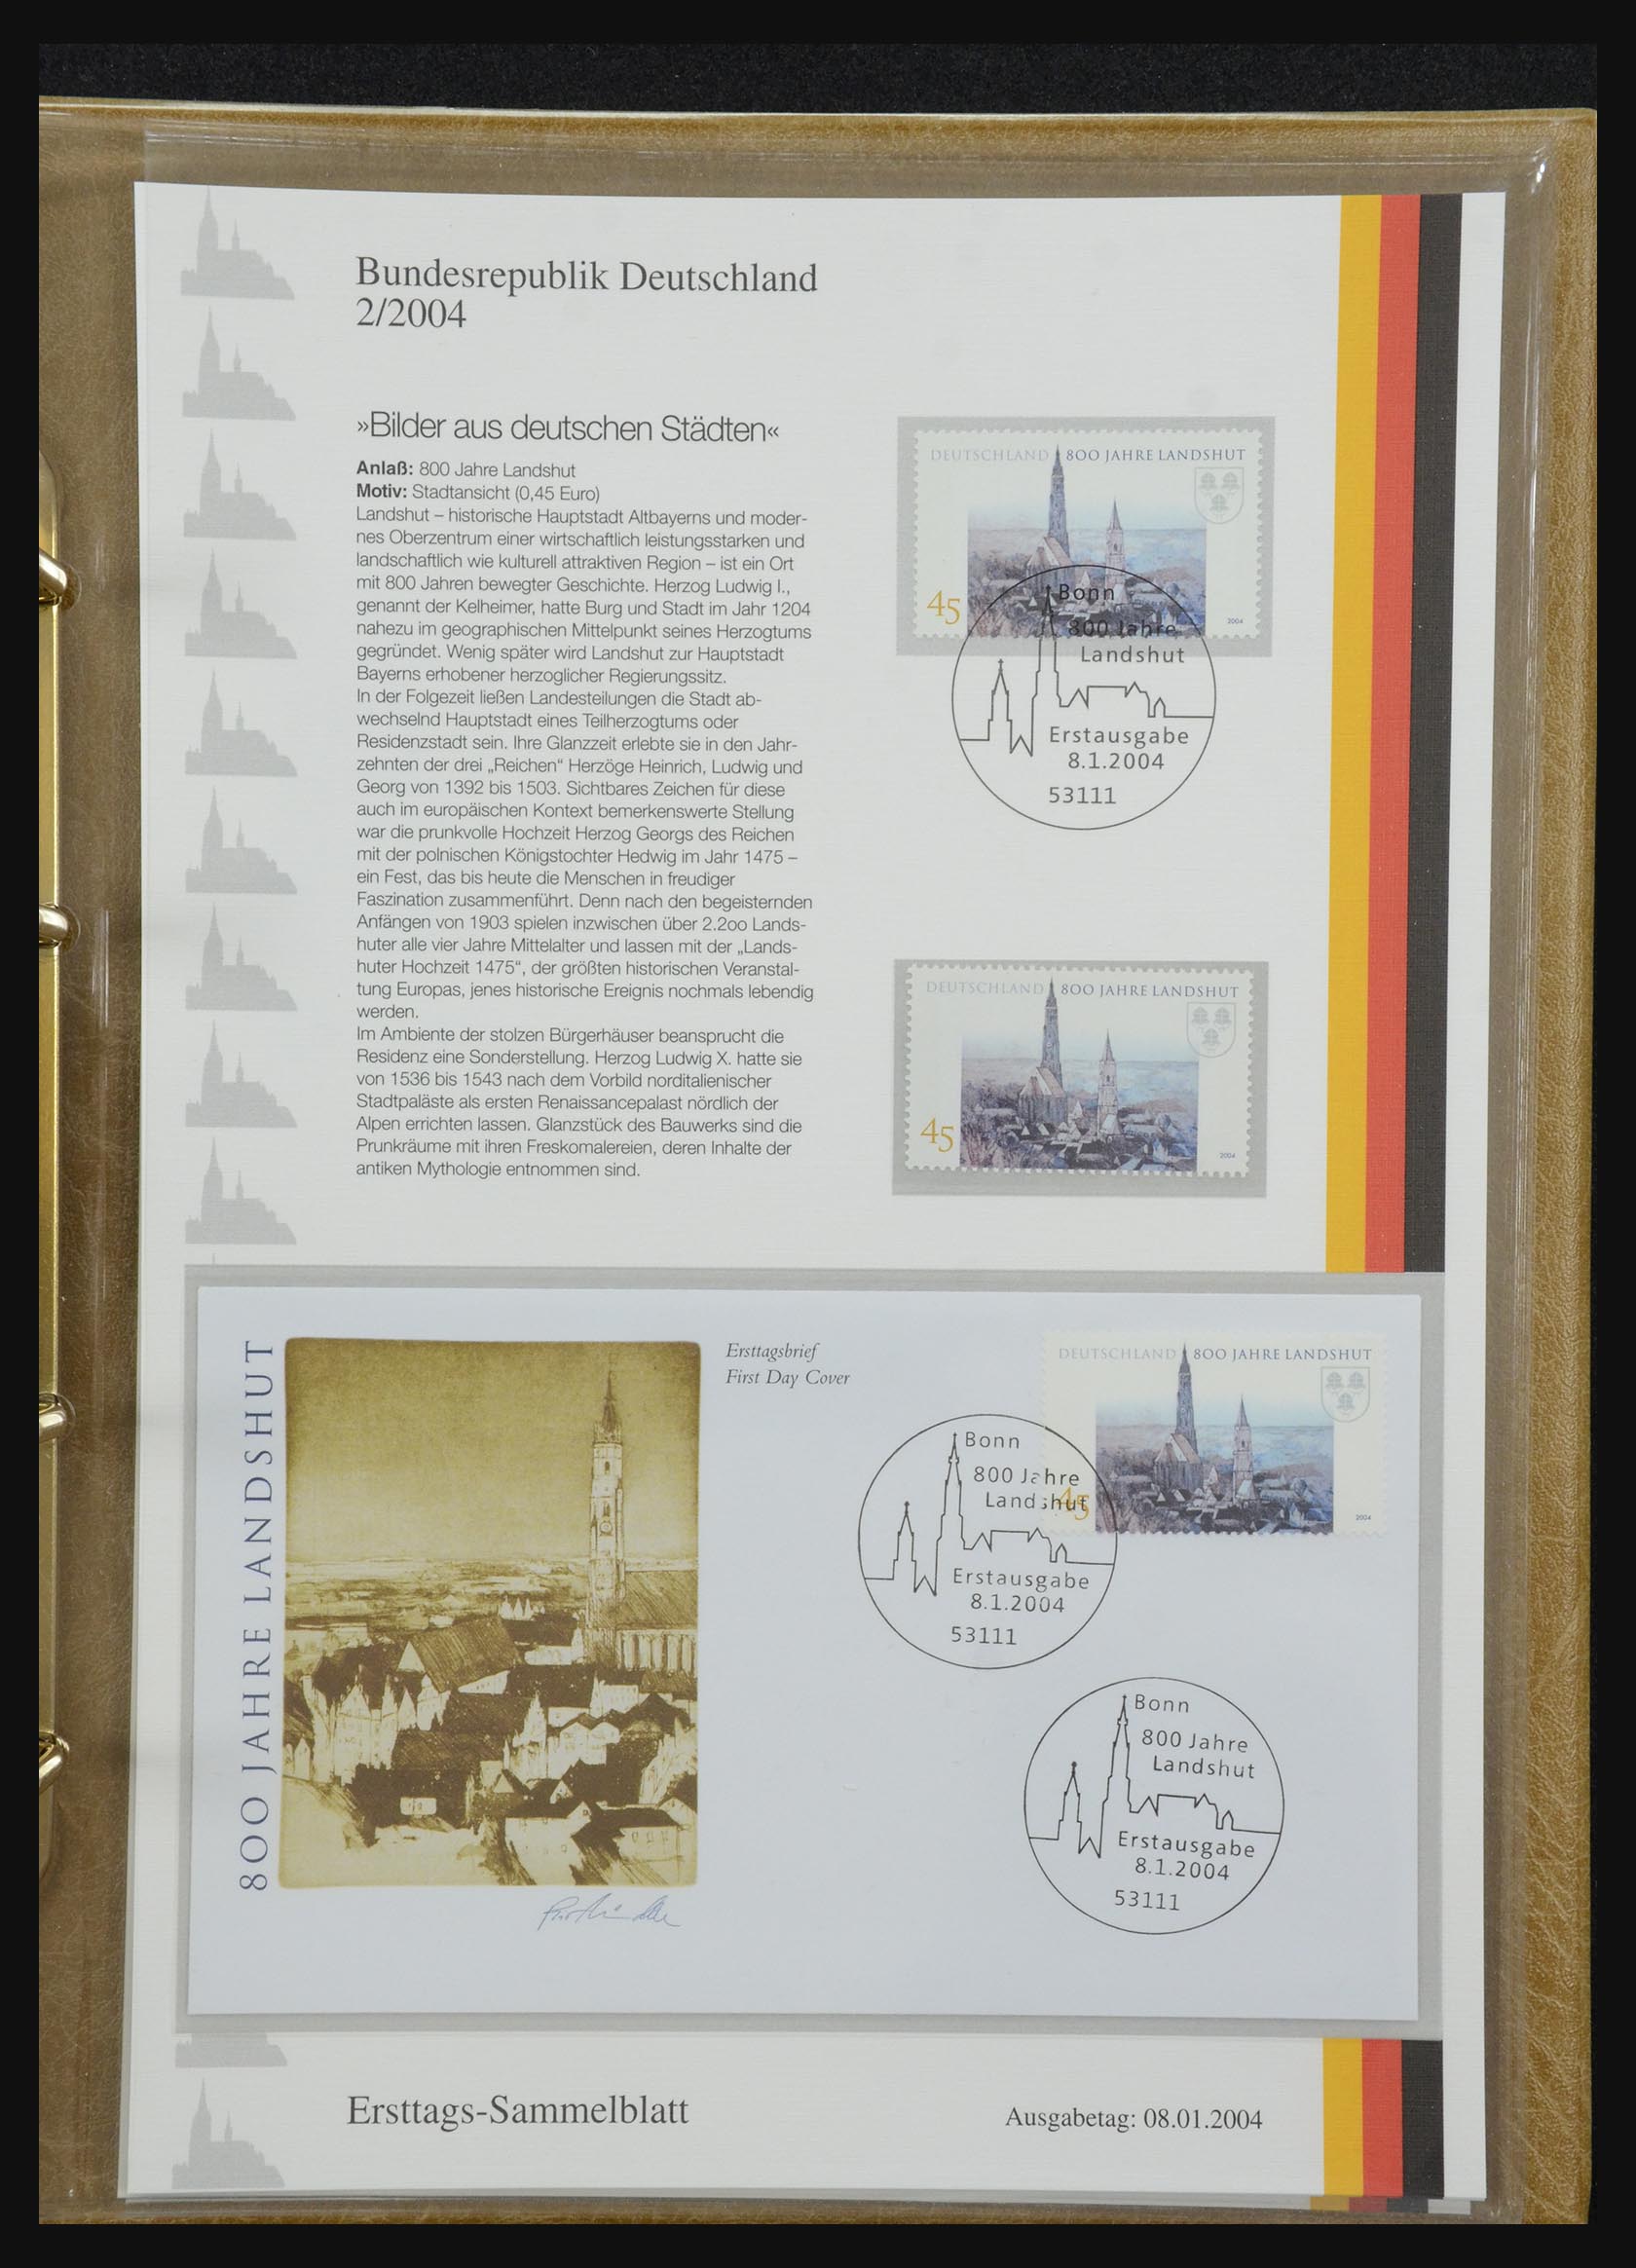 Bundesrepublik Deutschland
2/2004
»Bilder aus deutschen Städten«
Anlaß: 800 Jahre Landshut
Motiv: Stadtansicht (0,45 Euro)
Landshut – historische Hauptstadt Altbayerns und moder-
nes Oberzentrum einer wirtschaftlich leistungsstarken und
landschaftlich wie kulturell attraktiven Region – ist ein Ort
mit 800 Jahren bewegter Geschichte. Herzog Ludwig I.,
genannt der Kelheimer, hatte Burg und Stadt im Jahr 1204
nahezu im geographischen Mittelpunkt seines Herzogtums
gegründet. Wenig später wird Landshut zur Hauptstadt
Bayerns erhobener herzoglicher Regierungssitz.
In der Folgezeit ließen Landesteilungen die Stadt ab-
wechselnd Hauptstadt eines Teilherzogtums oder
Residenzstadt sein. Ihre Glanzzeit erlebte sie in den Jahr-
zehnten der drei „Reichen“ Herzöge Heinrich, Ludwig und
Georg von 1392 bis 1503. Sichtbares Zeichen für diese
auch im europäischen Kontext bemerkenswerte Stellung
war die prunkvolle Hochzeit Herzog Georgs des Reichen
mit der polnischen Königstochter Hedwig im Jahr 1475 –
ein Fest, das bis heute die Menschen in freudiger
Faszination zusammenführt. Denn nach den begeisternden
Anfängen von 1903 spielen inzwischen über 2.2oo Lands-
huter alle vier Jahre Mittelalter und lassen mit der „Lands-
huter Hochzeit 1475“, der größten historischen Veranstal-
tung Europas, jenes historische Ereignis nochmals lebendig
werden.
Im Ambiente der stolzen Bürgerhäuser beansprucht die
Residenz eine Sonderstellung. Herzog Ludwig X. hatte sie
von 1536 bis 1543 nach dem Vorbild norditalienischer
Stadtpaläste als ersten Renaissancepalast nördlich der
Alpen errichten lassen. Glanzstück des Bauwerks sind die
Prunkräume mit ihren Freskomalereien, deren Inhalte der
antiken Mythologie entnommen sind.
DEUTSCHLAND 800 JAHRE LANDSHUT
45
2004
Bonn
800 Jahre
Landshut
Erstausgabe
8.1.2004
53111
DEUTSCHLAND 800 JAHRE LANDSHUT
45
2004
800 JAHRE LANDSHUT
Ersttagsbrief
First Day Cover
DEUTSCHLAND 800 JAHRE LANDSHUT
45
2004
Bonn
800 Jahre
Landshut
Erstausgabe
8.1.2004
53111
Bonn
800 Jahre
Landshut
Erstausgabe
8.1.2004
53111
Ersttags-Sammelblatt
Ausgabetag: 08.01.2004